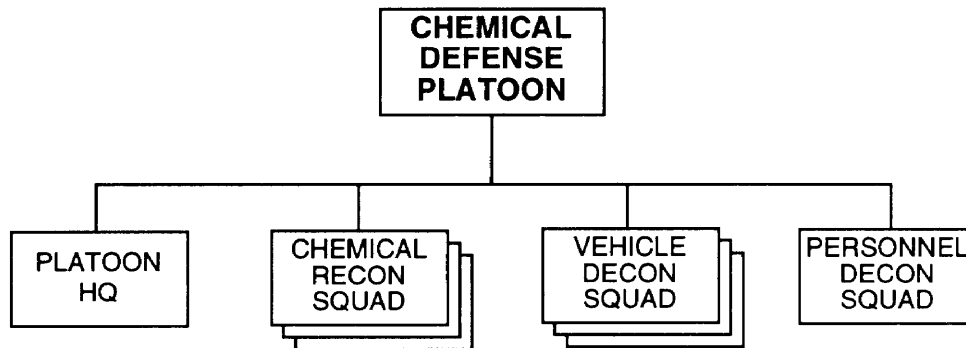 CHEMICAL
DEFENSE
PLATOON
PLATOON
HQ
CHEMICAL
RECON
SQUAD
VEHICLE
DECON
SQUAD
PERSONNEL
DECON
SQUAD